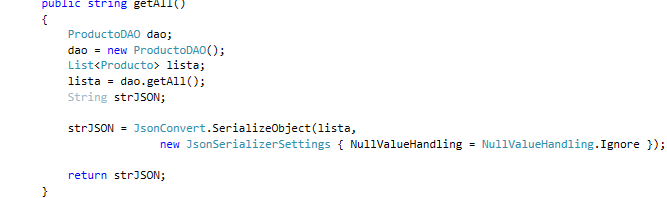 public string getAll()
{
ProductoDAO dao;
dao = new ProductoDAO();
List<Producto> lista;
lista = dao.getAll();
String strJSON;
strJSON = JsonConvert.SerializeObject(lista,
new JsonSerializerSettings { NullValueHandling = NullValueHandling.Ignore });
return strJSON;
}